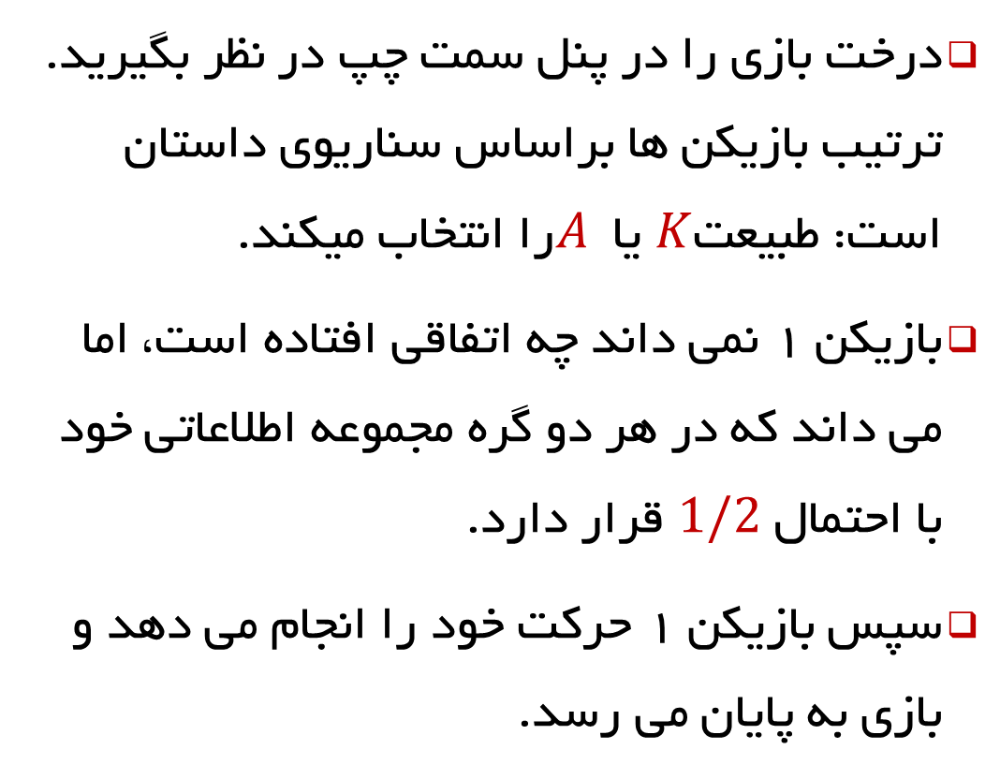 درخت بازی را در پنل سمت چپ در نظر بگیرید.
ترتیب بازیکن ها براساس سناریوی داستان
است: طبیعت K یا A را انتخاب میکند.
بازیکن ۱ نمی داند چه اتفاقی افتاده است، اما
می داند که در هر دو گره مجموعه اطلاعاتی خود
با احتمال 1/2 قرار دارد.
سپس بازیکن ۱ حرکت خود را انجام می دهد و
بازی به پایان می رسد.